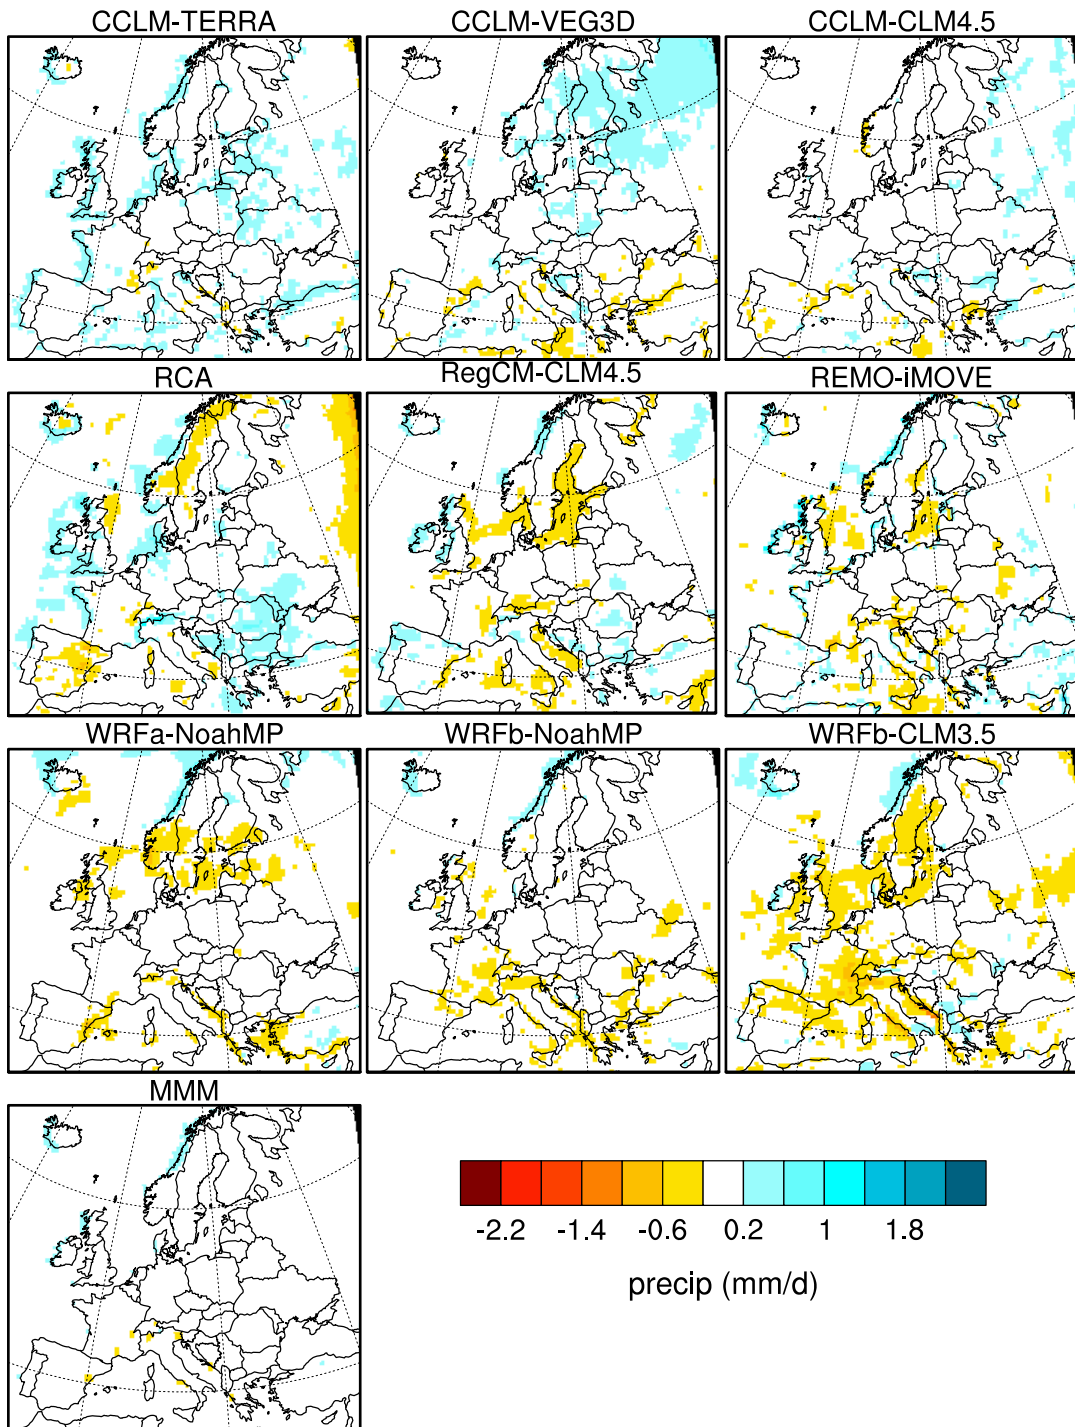 CCLM-TERRA CCLM-VEG3D CCLM-CLM4.5
RCA RegCM-CLM4.5 REMO-iMOVE
WRFa-NoahMP WRFb-NoahMP WRFb-CLM3.5
MMM
-2.2 -1.4 -0.6 0.2 1 1.8
precip (mm/d)